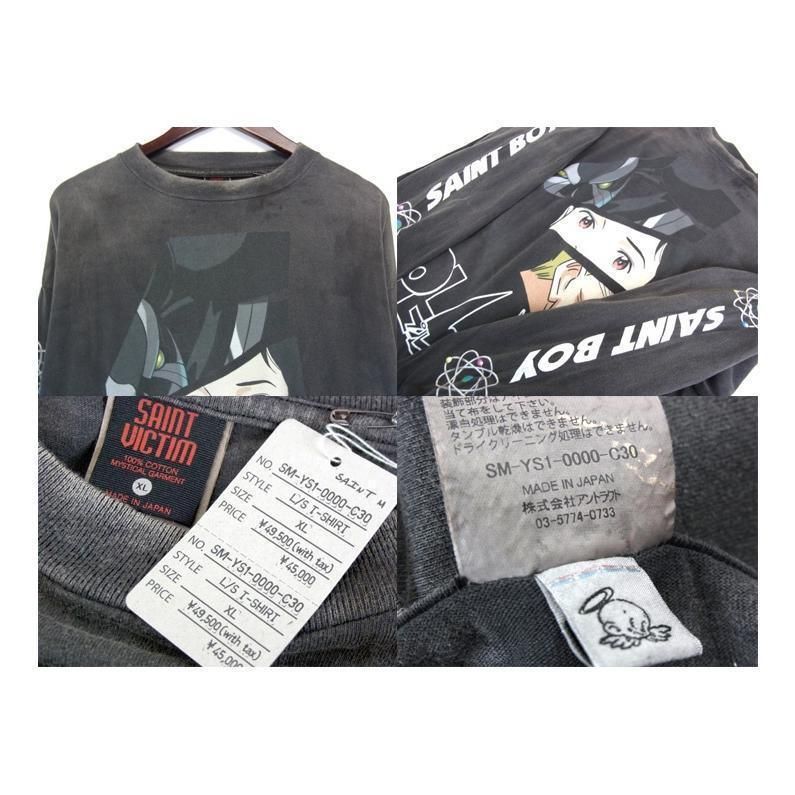 SAINT BOY
SAINT BOY
SAINT
VICTIM
100% COTTON
MYSTICAL GARMENT
XL
MADE IN JAPAN
SAINT M
NO. SM-YS1-0000-C30
STYLE L/S T-SHIRT
SIZE XL
PRICE ¥49,500(with tax)
¥45,000
NO. SM-YS1-0000-C30
STYLE L/S T-SHIRT
SIZE XL
PRICE ¥49,500(with tax)
¥45,000
当て布をして下さい。
漂白処理はできません。
タンブル乾燥はできません。
ドライクリーニング処理はできません。
SM-YS1-0000-C30
MADE IN JAPAN
株式会社アントラクト
03-5774-0733